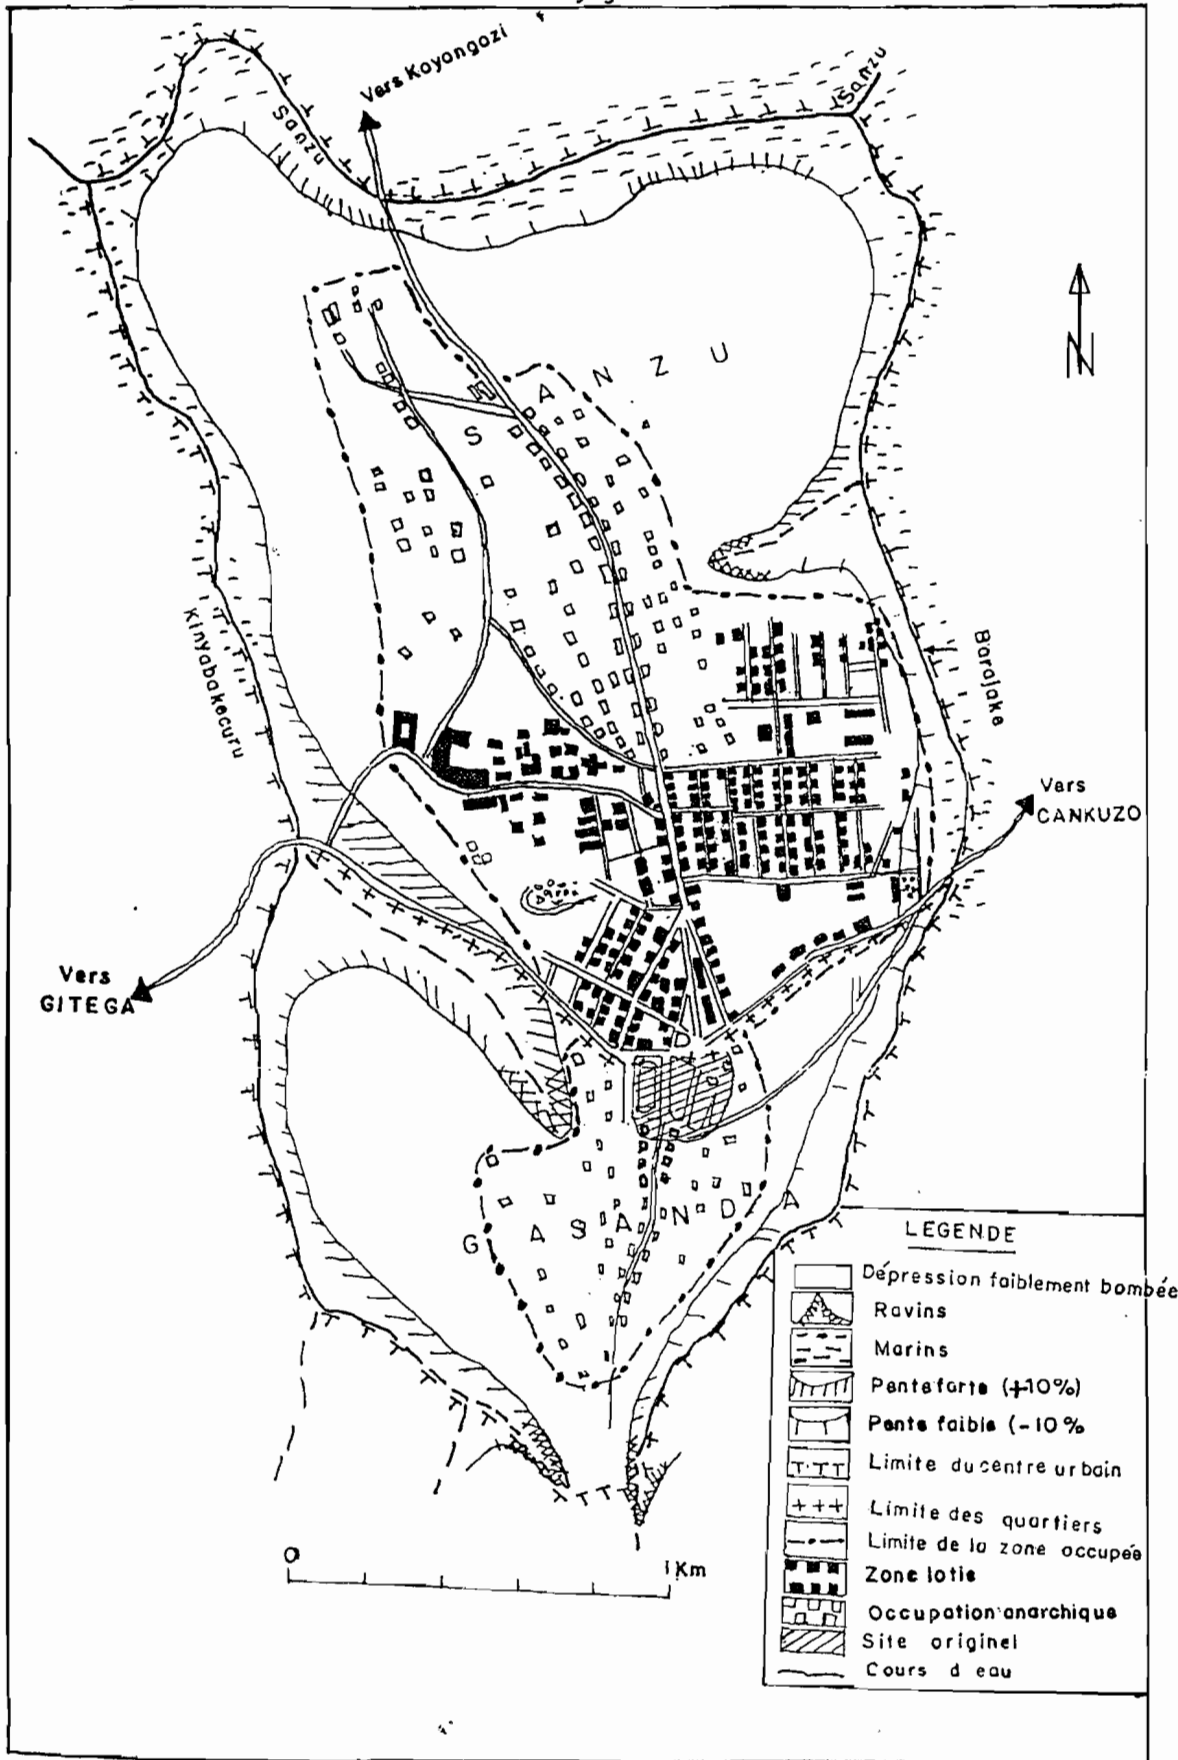 Vers Koyongozi
Sanzu
Sanzu
N
S A N Z U
Kinyabakecuru
Barajake
Vers
CANKUZO
Vers
GITEGA
G A S A N D A
LEGENDE
Dépression faiblement bombée
Ravins
Marins
Pente forte (+10%)
Pente faible (-10%
Limite du centre urbain
Limite des quartiers
Limite de la zone occupée
Zone lotie
Occupation anarchique
Site originel
Cours d eau
0 1 Km